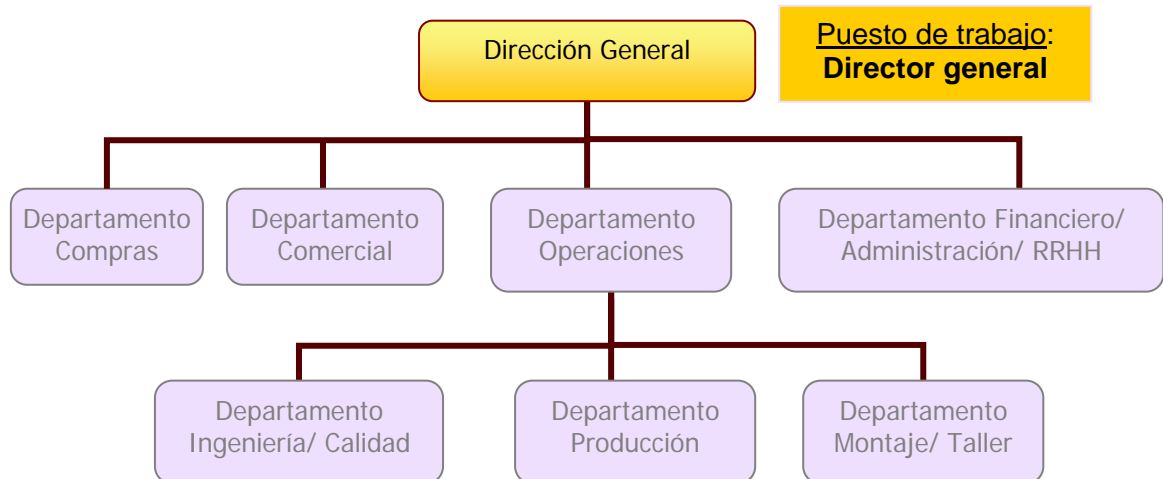 Dirección General
Puesto de trabajo:
Director general
Departamento
Compras
Departamento
Comercial
Departamento
Operaciones
Departamento Financiero/
Administración/ RRHH
Departamento
Ingeniería/ Calidad
Departamento
Producción
Departamento
Montaje/ Taller